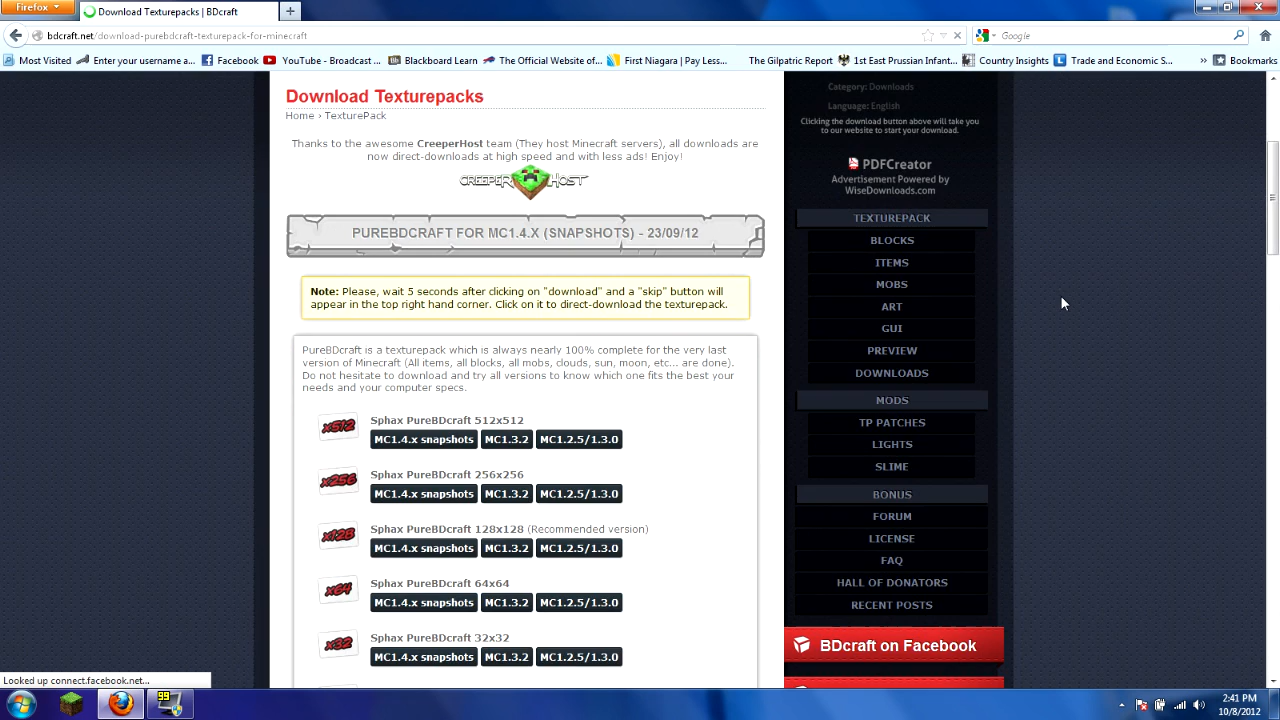 Firefox
Download Texturepacks | BDcraft
bdcraft.net/download-purebdcraft-texturepack-for-minecraft
Google
Most Visited
Enter your username a...
Facebook
YouTube - Broadcast ...
Blackboard Learn
The Official Website of...
First Niagara | Pay Less...
The Gilpatric Report
1st East Prussian Infant...
Country Insights
Trade and Economic S...
Bookmarks
Download Texturepacks
Home › TexturePack
Thanks to the awesome CreeperHost team (They host Minecraft servers), all downloads are
now direct-downloads at high speed and with less ads! Enjoy!
CREEPER HOST
PUREBDCRAFT FOR MC1.4.X (SNAPSHOTS) - 23/09/12
Note: Please, wait 5 seconds after clicking on "download" and a "skip" button will
appear in the top right hand corner. Click on it to direct-download the texturepack.
PureBDcraft is a texturepack which is always nearly 100% complete for the very last
version of Minecraft (All items, all blocks, all mobs, clouds, sun, moon, etc... are done).
Do not hesitate to download and try all versions to know which one fits the best your
needs and your computer specs.
x512
Sphax PureBDcraft 512x512
MC1.4.x snapshots MC1.3.2 MC1.2.5/1.3.0
x256
Sphax PureBDcraft 256x256
MC1.4.x snapshots MC1.3.2 MC1.2.5/1.3.0
x128
Sphax PureBDcraft 128x128 (Recommended version)
MC1.4.x snapshots MC1.3.2 MC1.2.5/1.3.0
x64
Sphax PureBDcraft 64x64
MC1.4.x snapshots MC1.3.2 MC1.2.5/1.3.0
x32
Sphax PureBDcraft 32x32
MC1.4.x snapshots MC1.3.2 MC1.2.5/1.3.0
Category: Downloads
Language: English
Clicking the download button above will take you
to our website to start your download.
PDFCreator
Advertisement Powered by
WiseDownloads.com
TEXTUREPACK
BLOCKS
ITEMS
MOBS
ART
GUI
PREVIEW
DOWNLOADS
MODS
TP PATCHES
LIGHTS
SLIME
BONUS
FORUM
LICENSE
FAQ
HALL OF DONATORS
RECENT POSTS
BDcraft on Facebook
Looked up connect.facebook.net...
99
2:41 PM
10/8/2012